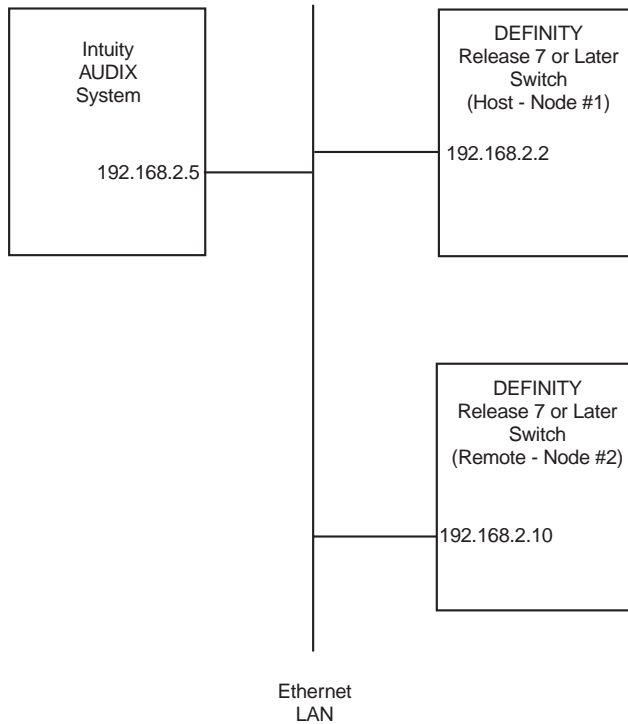 Intuity
AUDIX
System
192.168.2.5
DEFINITY
Release 7 or Later
Switch
(Host - Node #1)
192.168.2.2
DEFINITY
Release 7 or Later
Switch
(Remote - Node #2)
192.168.2.10
Ethernet
LAN